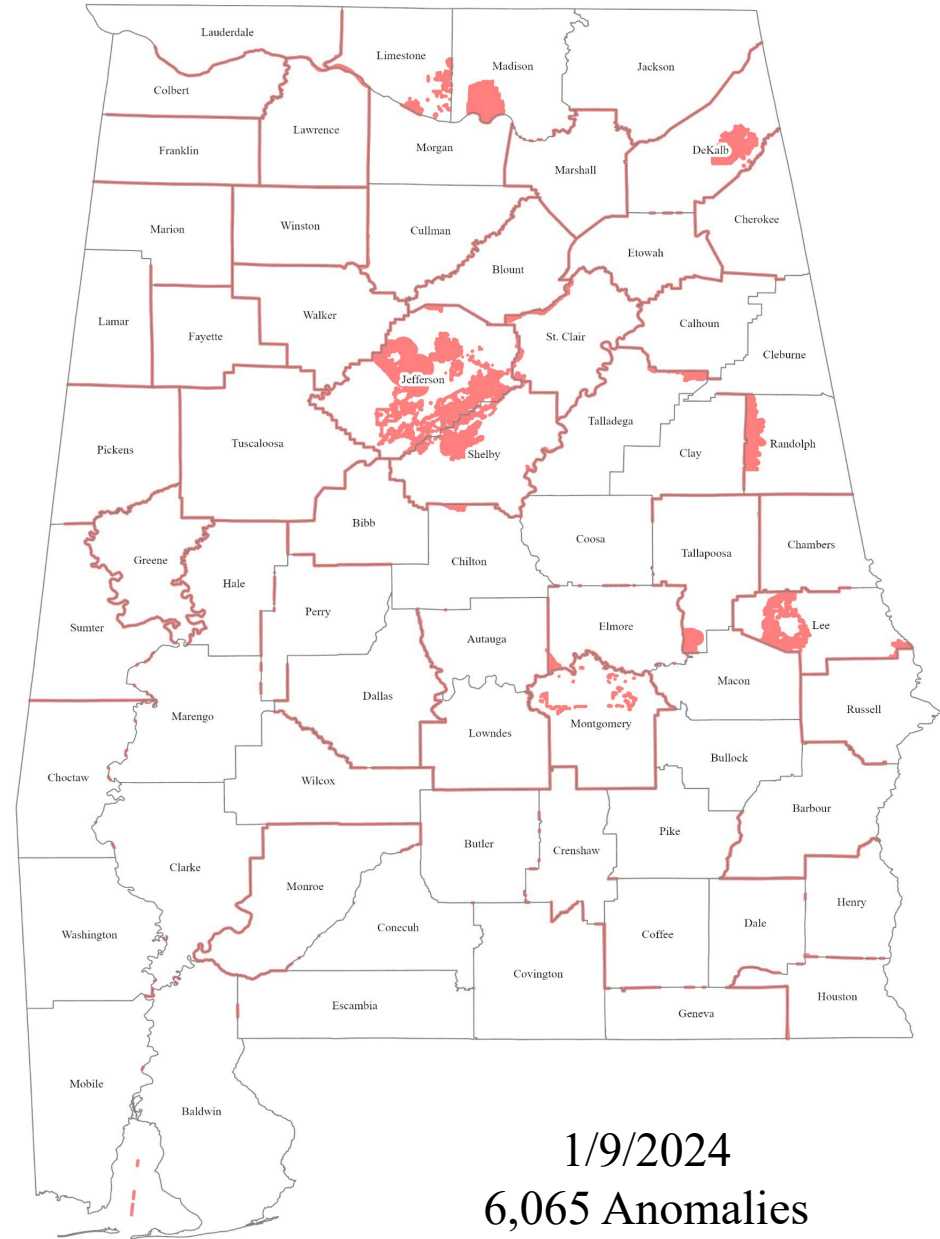 Lauderdale
Limestone
Madison
Jackson
Colbert
Lawrence
Franklin
Morgan
DeKalb
Marshall
Cherokee
Marion
Winston
Cullman
Etowah
Blount
Lamar
Walker
Calhoun
Fayette
St. Clair
Cleburne
Jefferson
Talladega
Pickens
Tuscaloosa
Shelby
Clay
Randolph
Bibb
Coosa
Chambers
Greene
Chilton
Tallapoosa
Hale
Perry
Sumter
Autauga
Elmore
Lee
Macon
Dallas
Marengo
Lowndes
Montgomery
Russell
Bullock
Choctaw
Wilcox
Barbour
Pike
Butler
Crenshaw
Clarke
Monroe
Henry
Conecuh
Washington
Coffee
Dale
Covington
Escambia
Geneva
Houston
Mobile
Baldwin
1/9/2024
6,065 Anomalies